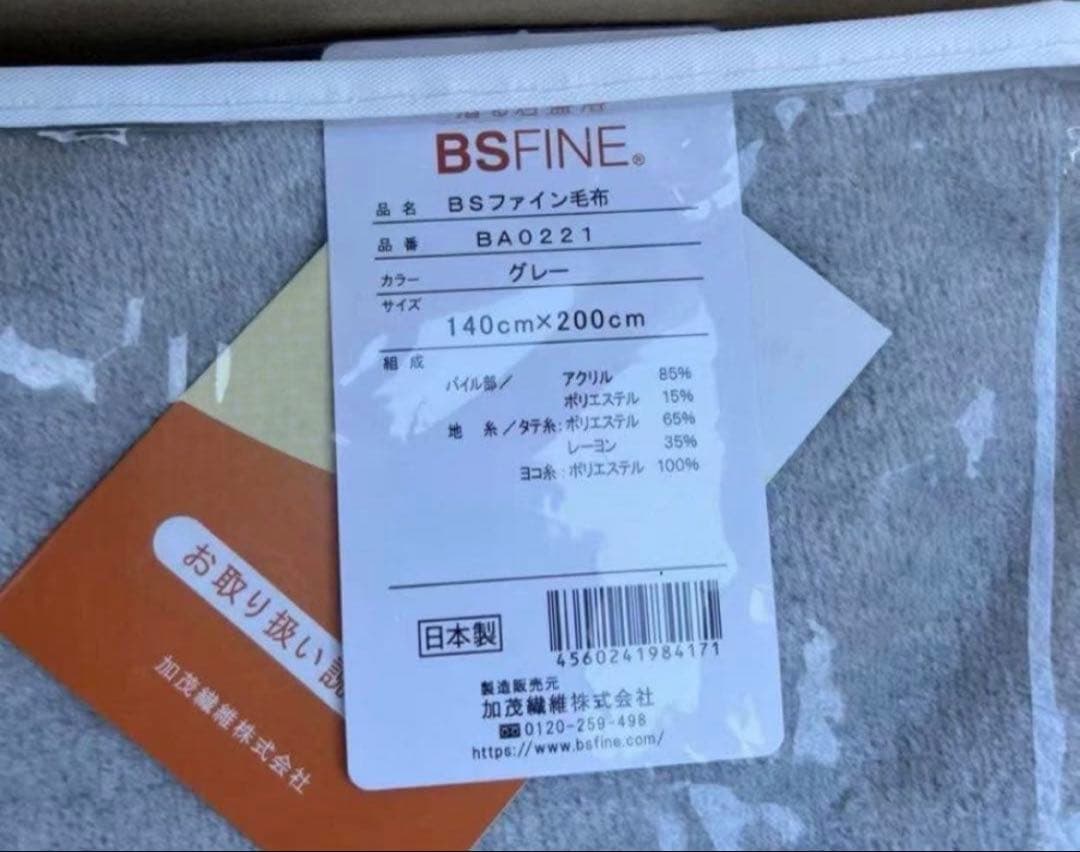 BSFINE®
品名 BSファイン毛布
品番 BA0221
カラー グレー
サイズ
140cm×200cm
組成
パイル部/ アクリル 85%
ポリエステル 15%
地糸/タテ糸:ポリエステル 65%
レーヨン 35%
ヨコ糸:ポリエステル 100%
日本製
4560241984171
製造販売元
加茂繊維株式会社
0120-259-498
https://www.bsfine.com/
お取り扱い説
加茂繊維株式会社